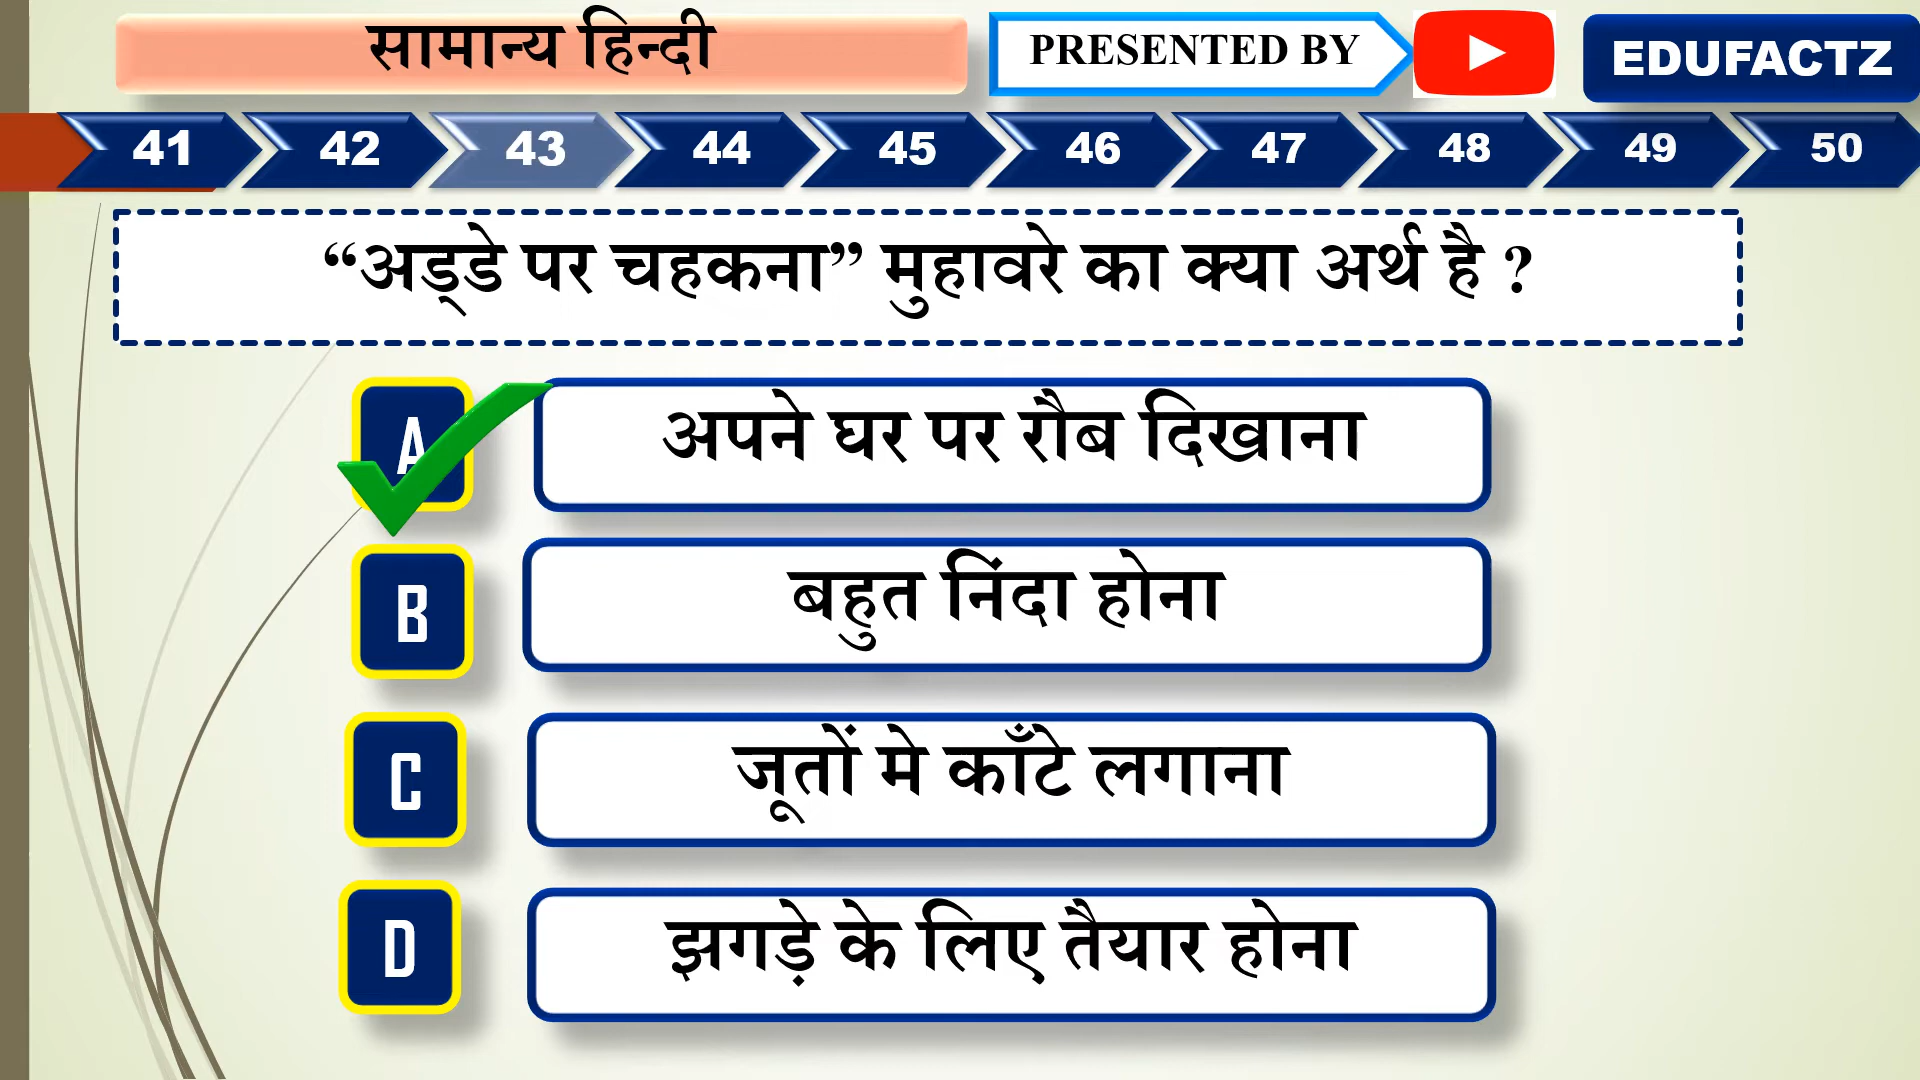 सामान्य हिन्दी
PRESENTED BY
EDUFACTZ
41 42 43 44 45 46 47 48 49 50
“अड्डे पर चहकना” मुहावरे का क्या अर्थ है ?
A अपने घर पर रौब दिखाना
B बहुत निंदा होना
C जूतों मे काँटे लगाना
D झगड़े के लिए तैयार होना